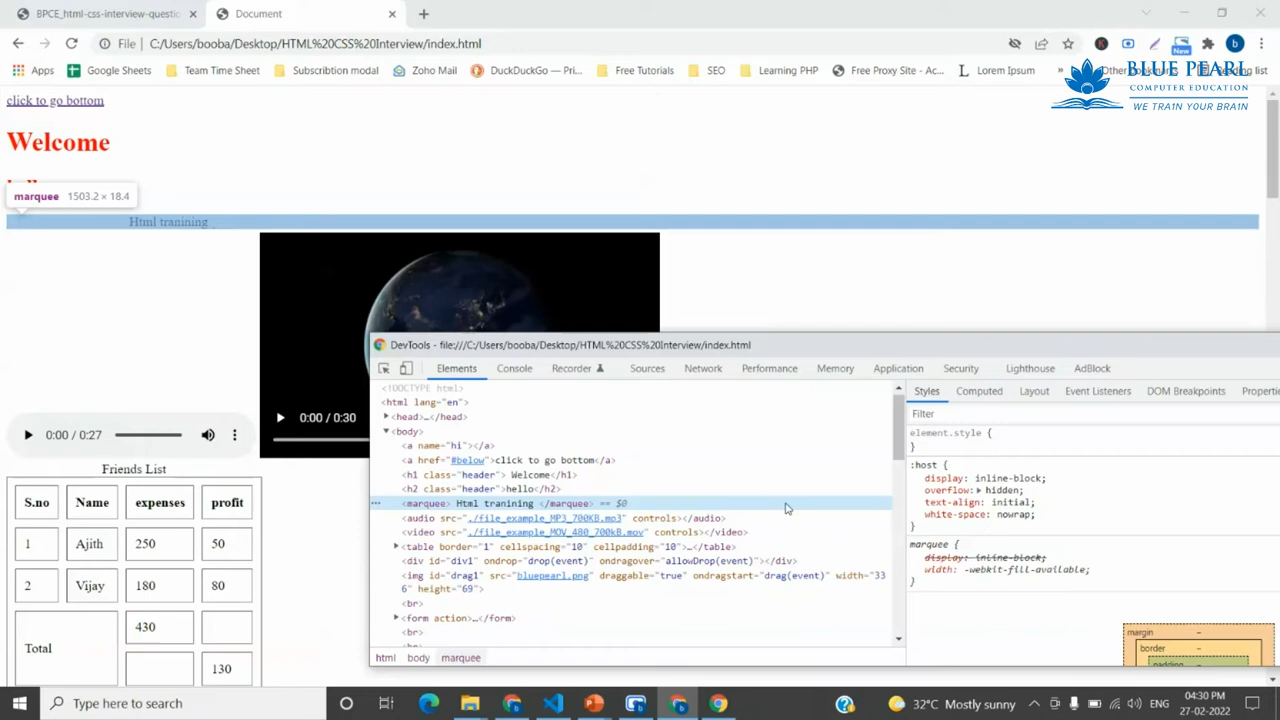 BPCE_html-css-interview-questi
Document
File
C:/Users/booba/Desktop/HTML%20CSS%20Interview/index.html
New
b
Apps
Google Sheets
Team Time Sheet
Subscribtion modal
Zoho Mail
DuckDuckGo — Pri...
Free Tutorials
SEO
Learning PHP
Free Proxy Site - Ac...
Lorem Ipsum
»
Other bookmarks
Reading list
BLUE PEARL
COMPUTER EDUCATION
WE TRAIN YOUR BRAIN
click to go bottom
Welcome
marquee 1503.2 × 18.4
Html tranining
0:00 / 0:30
0:00 / 0:27
Friends List
S.no Name expenses profit
1 Ajith 250 50
2 Vijay 180 80
Total 430
130
DevTools - file:///C:/Users/booba/Desktop/HTML%20CSS%20Interview/index.html
Elements Console Recorder Sources Network Performance Memory Application Security Lighthouse AdBlock
<!DOCTYPE html>
<html lang="en">
<head>…</head>
<body>
<a name="hi"></a>
<a href="#below">click to go bottom</a>
<h1 class="header"> Welcome</h1>
<h2 class="header">hello</h2>
<marquee> Html tranining </marquee> == $0
<audio src="./file_example_MP3_700KB.mp3" controls></audio>
<video src="./file_example_MOV_480_700kB.mov" controls></video>
<table border="1" cellspacing="10" cellpadding="10">…</table>
<div id="div1" ondrop="drop(event)" ondragover="allowDrop(event)"></div>
<img id="drag1" src="bluepearl.png" draggable="true" ondragstart="drag(event)" width="33
6" height="69">
<br>
<form action>…</form>
<br>
html body marquee
Styles Computed Layout Event Listeners DOM Breakpoints Properti
Filter
element.style {
}
:host {
display: inline-block;
overflow: hidden;
text-align: initial;
white-space: nowrap;
}
marquee {
display: inline-block;
width: -webkit-fill-available;
}
margin –
border –
padding –
Type here to search
32°C Mostly sunny
ENG
04:30 PM
27-02-2022